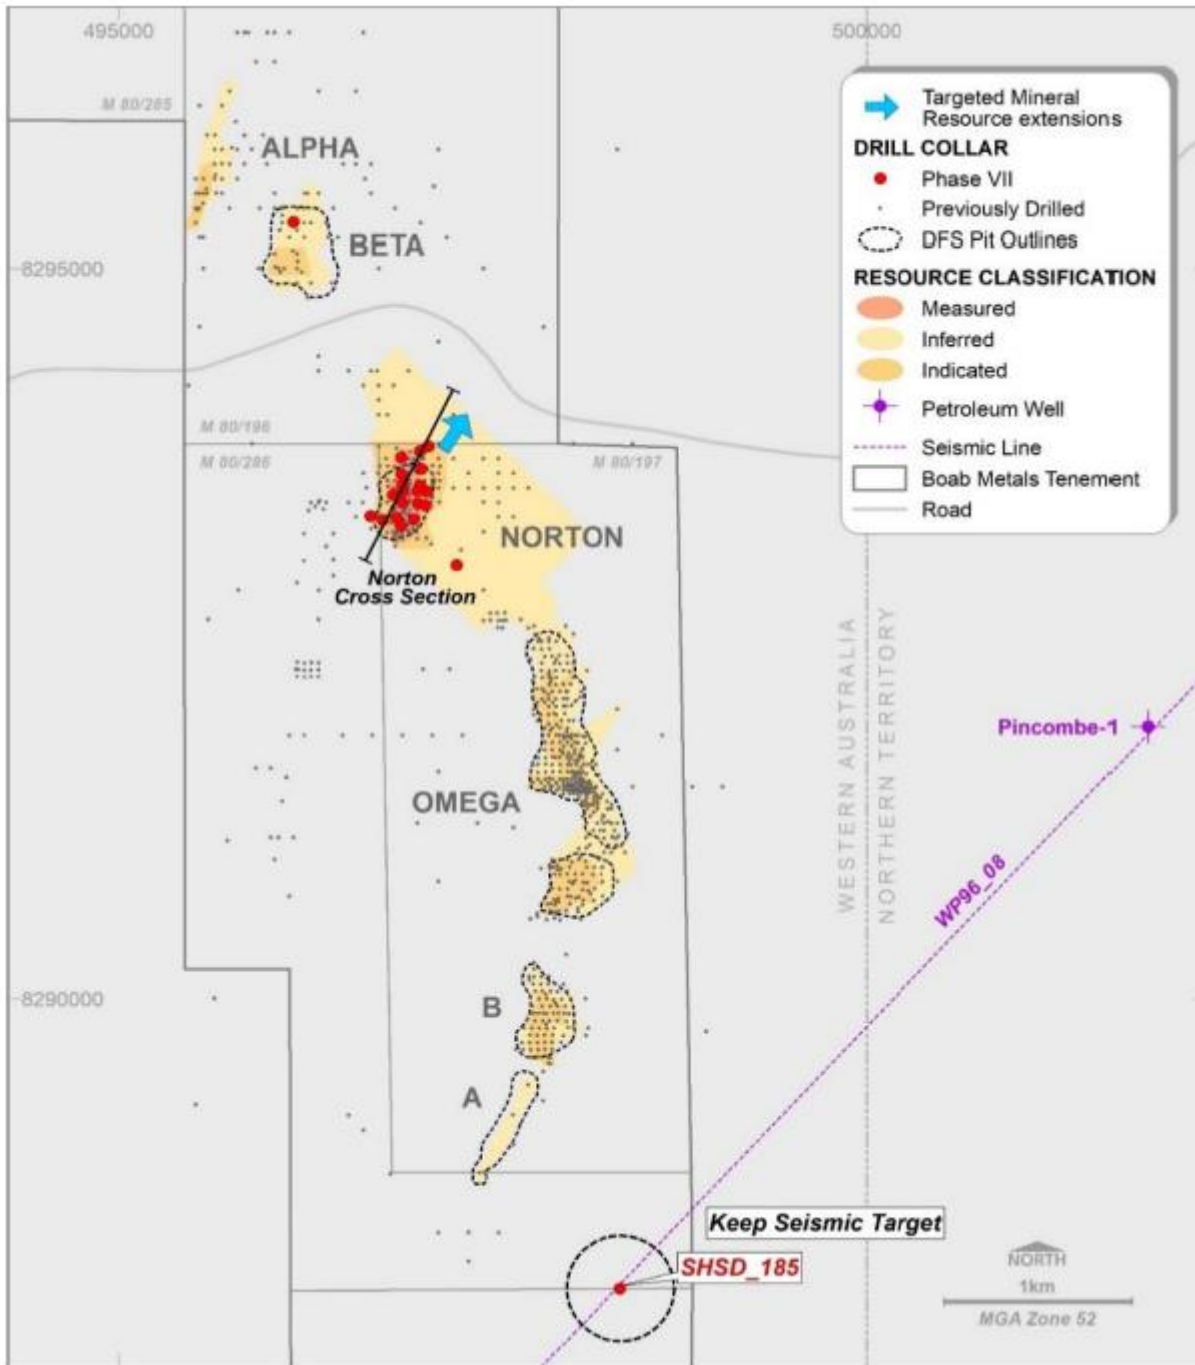 495000
500000
M 80/285
ALPHA
BETA
8295000
Targeted Mineral
Resource extensions
DRILL COLLAR
Phase VII
Previously Drilled
DFS Pit Outlines
RESOURCE CLASSIFICATION
Measured
Inferred
Indicated
Petroleum Well
Seismic Line
Boab Metals Tenement
Road
M 80/196
M 80/286
M 80/197
NORTON
Norton
Cross Section
WESTERN AUSTRALIA
NORTHERN TERRITORY
Pincombe-1
OMEGA
WP96_08
8290000
B
A
Keep Seismic Target
SHSD_185
NORTH
1km
MGA Zone 52